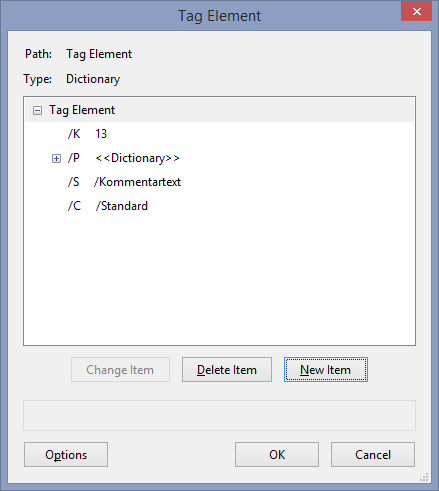 Tag Element
Path: Tag Element
Type: Dictionary
Tag Element
/K 13
/P <<Dictionary>>
/S /Kommentartext
/C /Standard
Change Item Delete Item New Item
Options OK Cancel